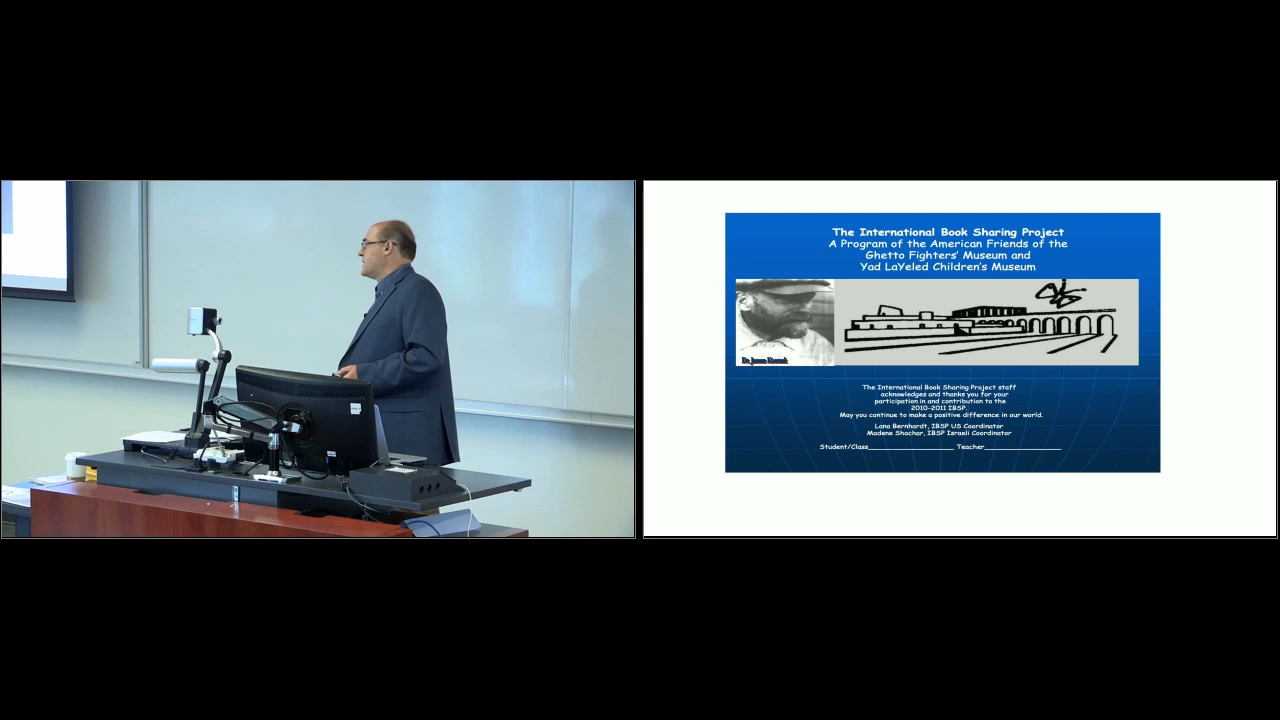 The International Book Sharing Project
A Program of the American Friends of the
Ghetto Fighters' Museum and
Yad LaYeled Children's Museum
The International Book Sharing Project staff
acknowledges and thanks you for your
participation in and contribution to the
2010-2011 IBSP.
May you continue to make a positive difference in our world.
Lana Bernhardt, IBSP US Coordinator
Madene Shachar, IBSP Israeli Coordinator
Student/Class____________________ Teacher__________________